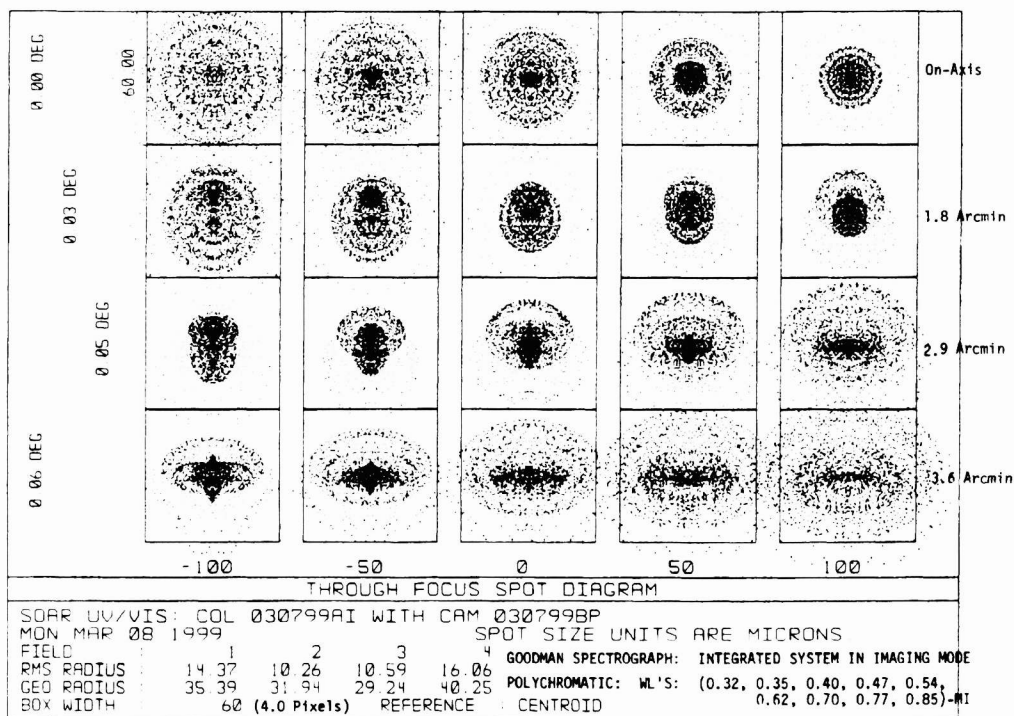 0 00 DEG
60 00
On-Axis
0 03 DEG
1.8 Arcmin
0 05 DEG
2.9 Arcmin
0 06 DEG
3.6 Arcmin
-100 -50 0 50 100
THROUGH FOCUS SPOT DIAGRAM
SOAR UV/VIS: COL 030799AI WITH CAM 030799BP
MON MAR 08 1999 SPOT SIZE UNITS ARE MICRONS
FIELD 1 2 3 4
RMS RADIUS : 14.37 10.26 10.59 16.06
GEO RADIUS : 35.39 31.94 29.24 40.25
BOX WIDTH : 60 (4.0 Pixels) REFERENCE : CENTROID
GOODMAN SPECTROGRAPH: INTEGRATED SYSTEM IN IMAGING MODE
POLYCHROMATIC: WL'S: (0.32, 0.35, 0.40, 0.47, 0.54,
0.62, 0.70, 0.77, 0.85)-MI